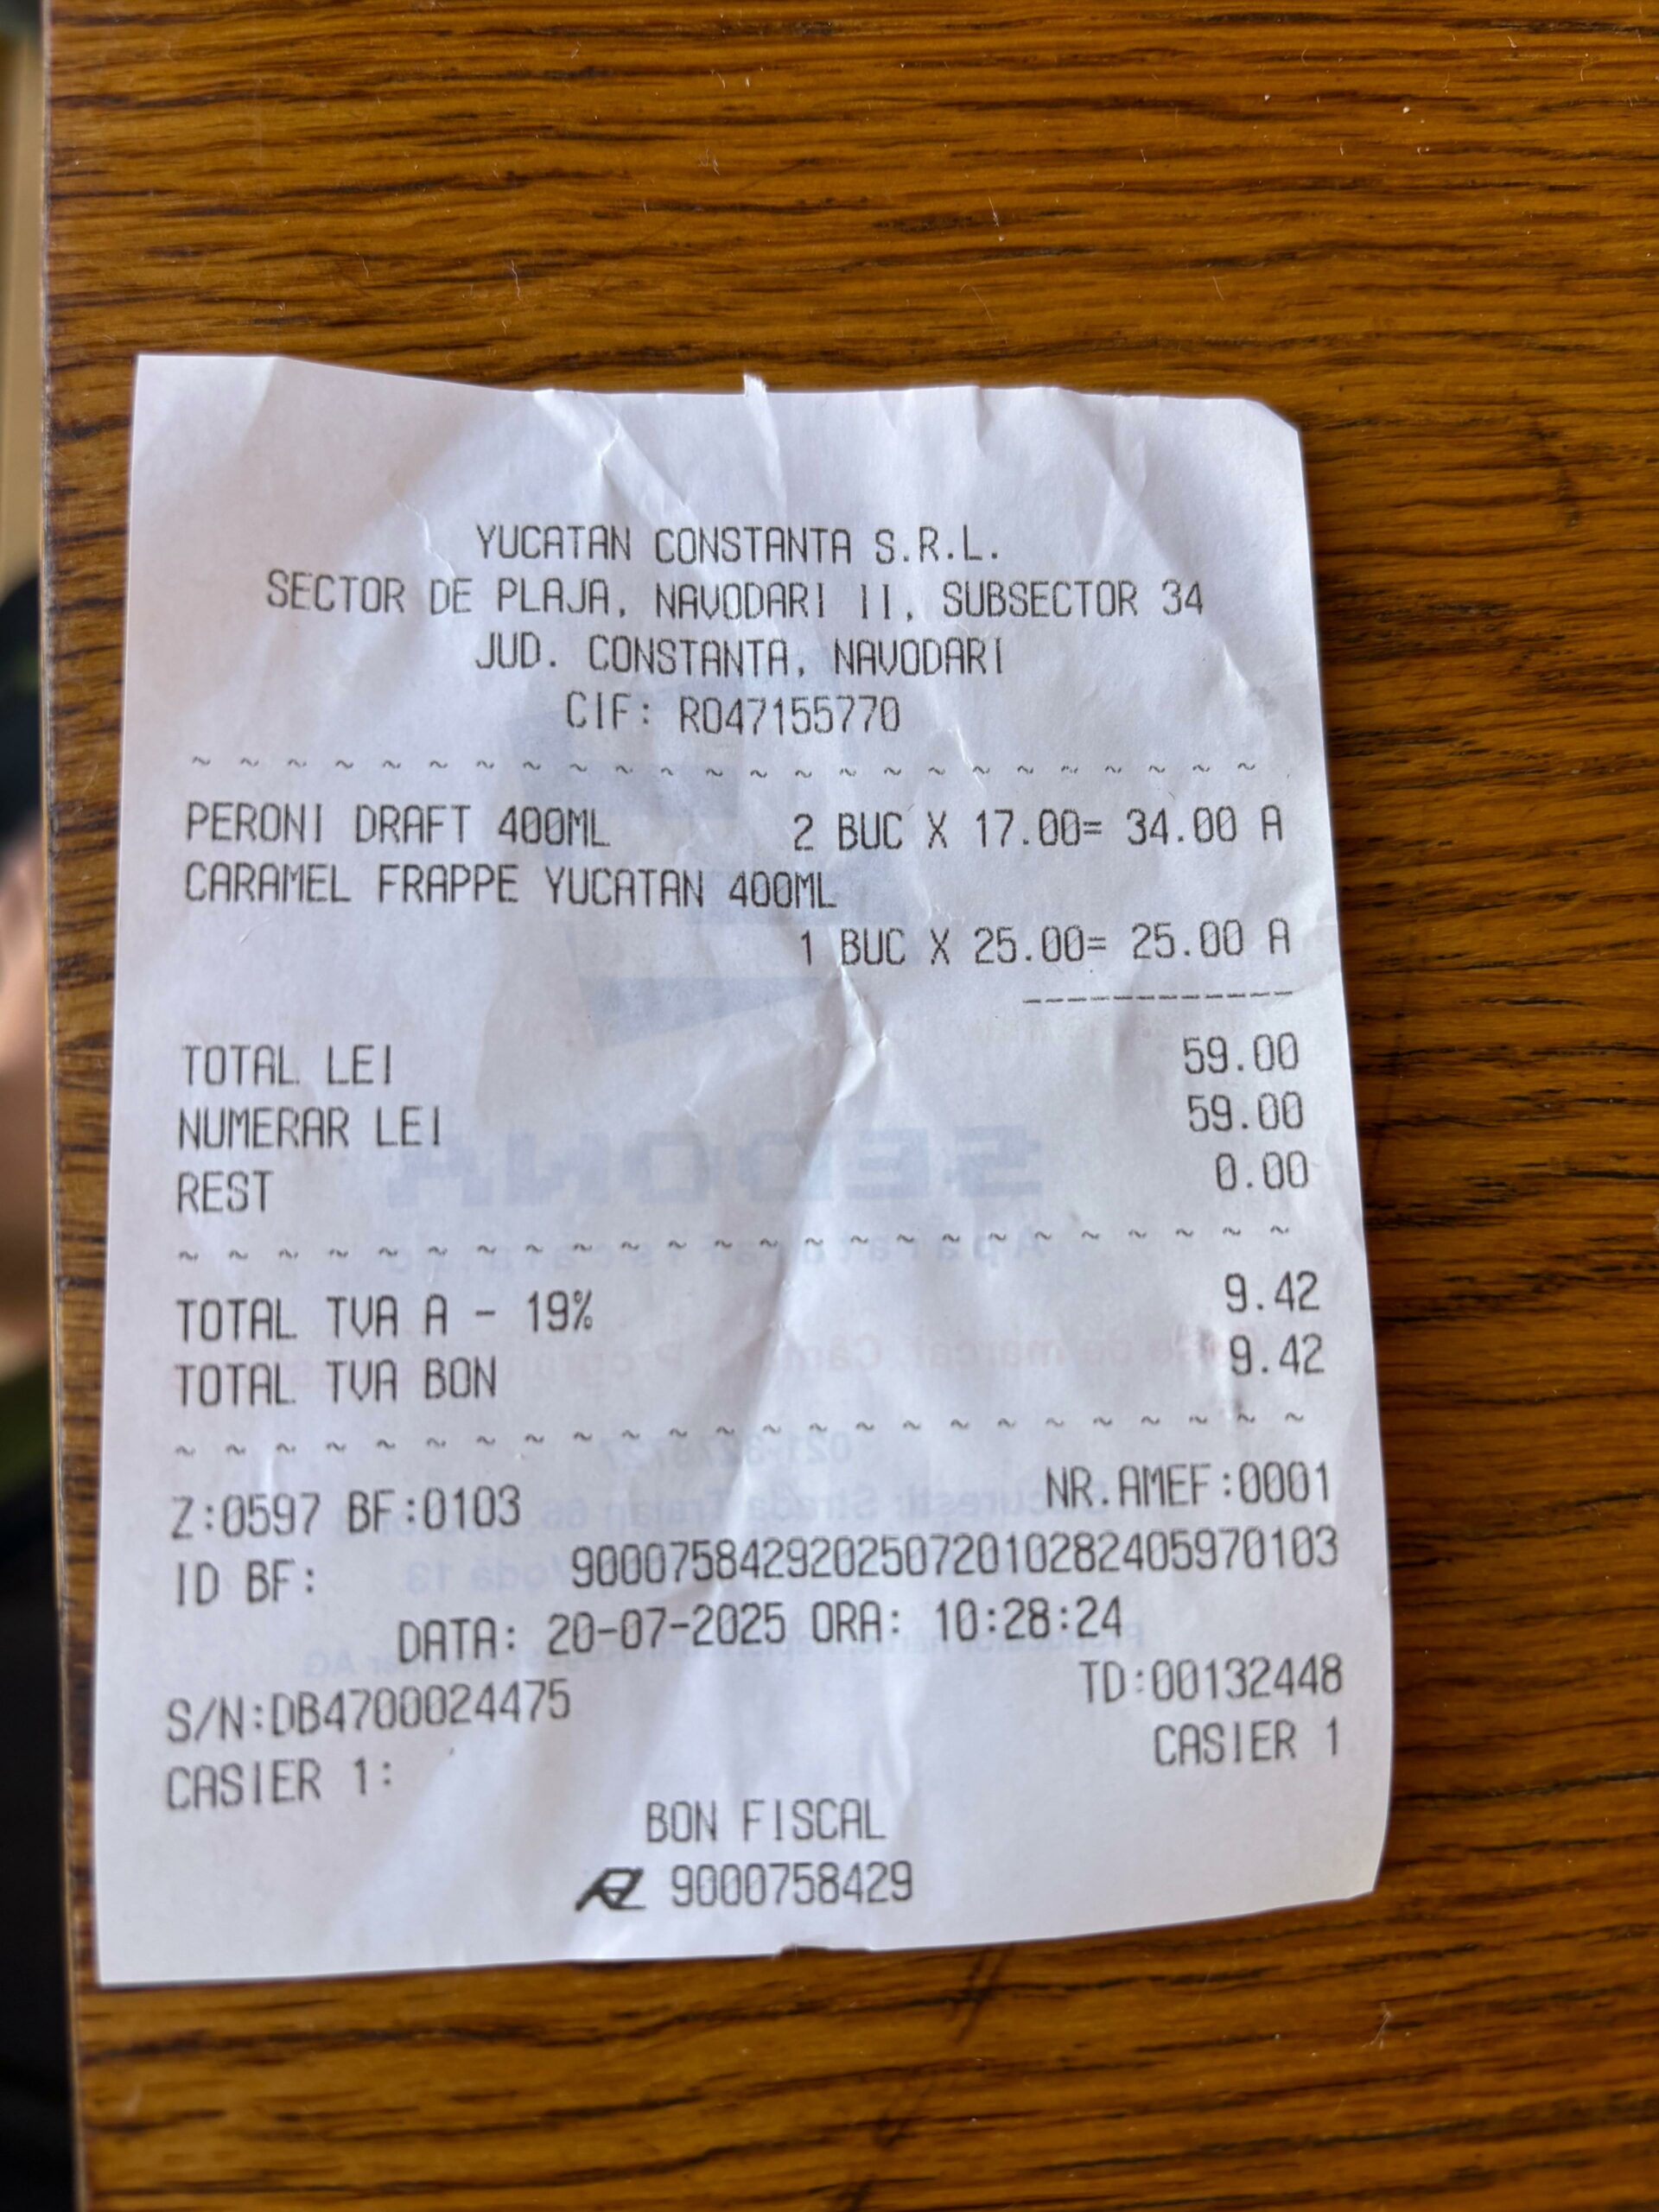 YUCATAN CONSTANTA S.R.L.
SECTOR DE PLAJA, NAVODARI II, SUBSECTOR 34
JUD. CONSTANTA, NAVODARI
CIF: RO47155770
~ ~ ~ ~ ~ ~ ~ ~ ~ ~ ~ ~ ~ ~ ~ ~ ~ ~ ~ ~ ~ ~ ~ ~
PERONI DRAFT 400ML 2 BUC X 17.00= 34.00 A
CARAMEL FRAPPE YUCATAN 400ML
1 BUC X 25.00= 25.00 A
------------
TOTAL LEI 59.00
NUMERAR LEI 59.00
REST 0.00
~ ~ ~ ~ ~ ~ ~ ~ ~ ~ ~ ~ ~ ~ ~ ~ ~ ~ ~ ~ ~ ~ ~ ~
TOTAL TVA A - 19% 9.42
TOTAL TVA BON 9.42
~ ~ ~ ~ ~ ~ ~ ~ ~ ~ ~ ~ ~ ~ ~ ~ ~ ~ ~ ~ ~ ~ ~ ~
Z:0597 BF:0103 NR.AMEF:0001
ID BF: 900075842920250720102824059​70103
DATA: 20-07-2025 ORA: 10:28:24
S/N:DB4700024475 TD:00132448
CASIER 1: CASIER 1
BON FISCAL
9000758429
SEDONA